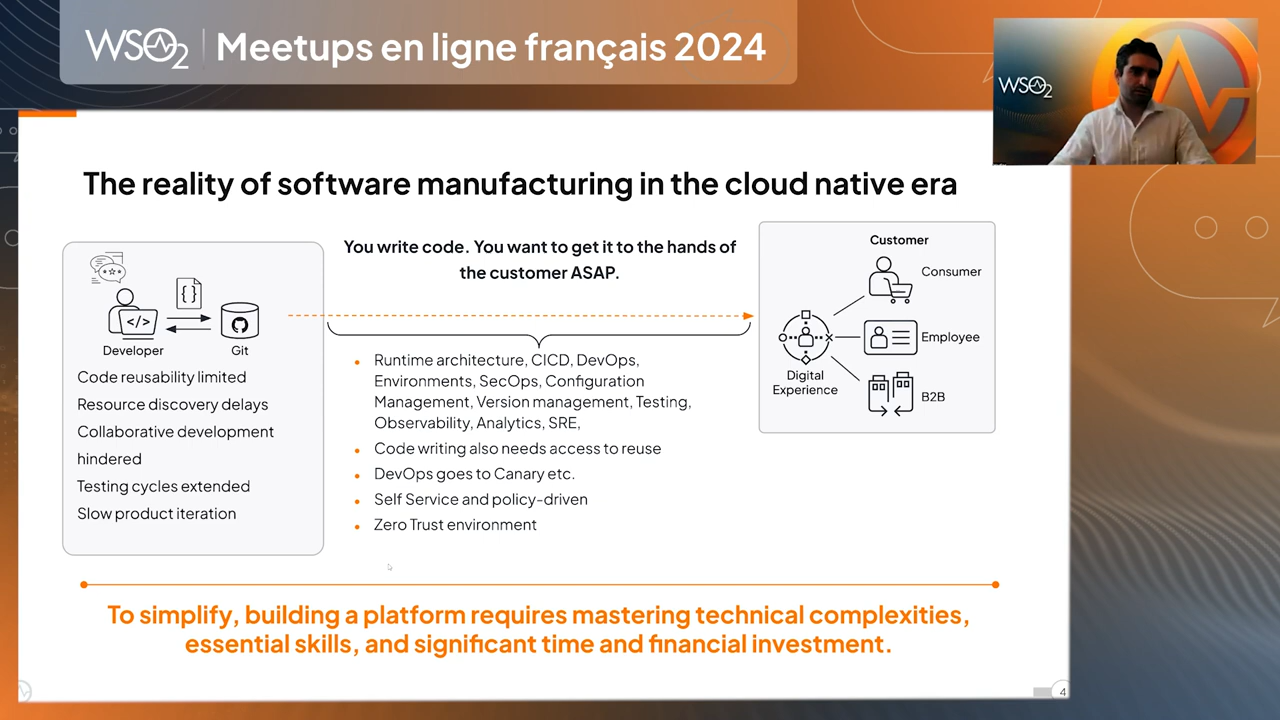 WSO2 Meetups en ligne français 2024
WSO2
The reality of software manufacturing in the cloud native era
</>
{ }
Developer
Git
Code reusability limited
Resource discovery delays
Collaborative development
hindered
Testing cycles extended
Slow product iteration
You write code. You want to get it to the hands of
the customer ASAP.
• Runtime architecture, CICD, DevOps,
Environments, SecOps, Configuration
Management, Version management, Testing,
Observability, Analytics, SRE,
• Code writing also needs access to reuse
• DevOps goes to Canary etc.
• Self Service and policy-driven
• Zero Trust environment
Customer
Consumer
Employee
B2B
Digital
Experience
To simplify, building a platform requires mastering technical complexities,
essential skills, and significant time and financial investment.
4